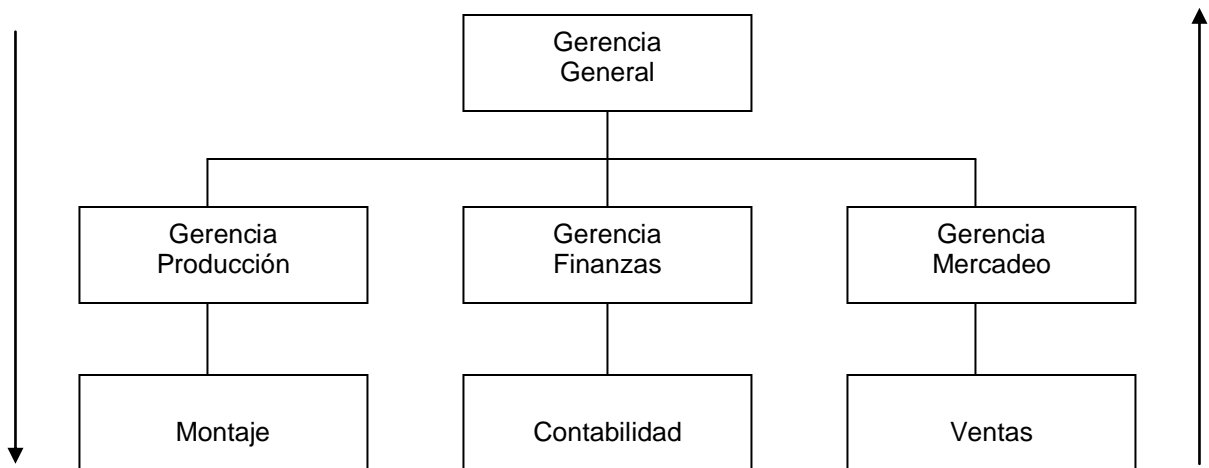 Gerencia
General
Gerencia
Producción
Gerencia
Finanzas
Gerencia
Mercadeo
Montaje
Contabilidad
Ventas